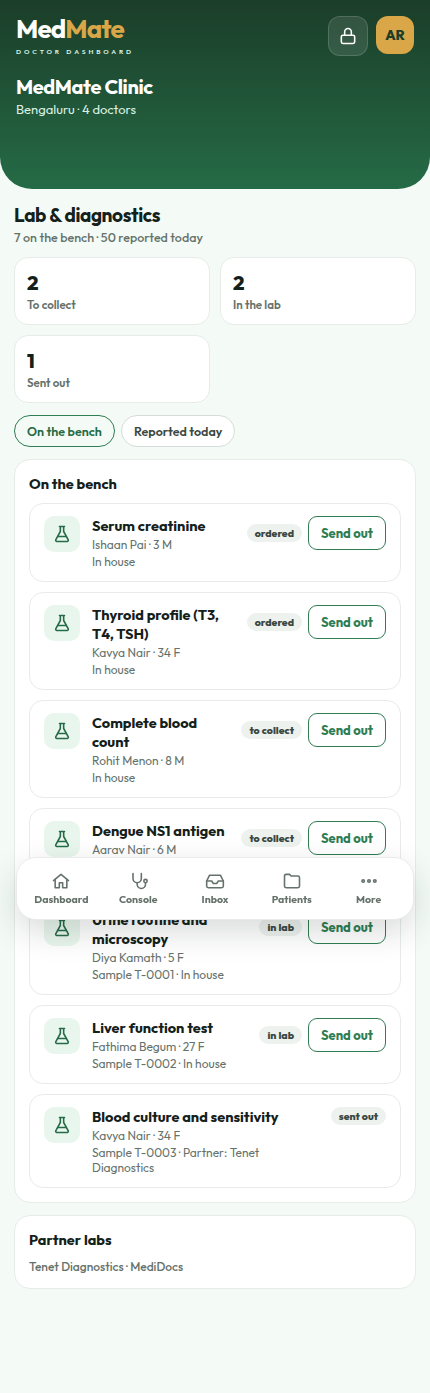 MedMate
DOCTOR DASHBOARD
AR
MedMate Clinic
Bengaluru · 4 doctors
Lab & diagnostics
7 on the bench · 50 reported today
2
To collect
2
In the lab
1
Sent out
On the bench
Reported today
On the bench
Serum creatinine
Ishaan Pai · 3 M
In house
ordered
Send out
Thyroid profile (T3,
T4, TSH)
Kavya Nair · 34 F
In house
ordered
Send out
Complete blood
count
Rohit Menon · 8 M
In house
to collect
Send out
Dengue NS1 antigen
Aarav Nair · 6 M
to collect
Send out
Dashboard
Console
Inbox
Patients
More
Urine routine and
microscopy
Diya Kamath · 5 F
Sample T-0001 · In house
in lab
Send out
Liver function test
Fathima Begum · 27 F
Sample T-0002 · In house
in lab
Send out
Blood culture and sensitivity
Kavya Nair · 34 F
Sample T-0003 · Partner: Tenet
Diagnostics
sent out
Partner labs
Tenet Diagnostics · MediDocs